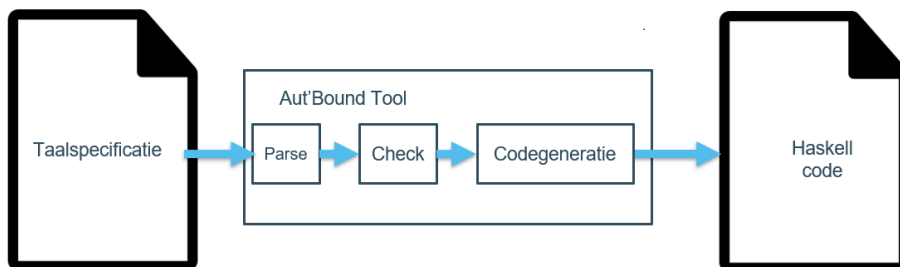 Aut'Bound Tool
Taalspecificatie
Parse
Check
Codegeneratie
Haskell
code